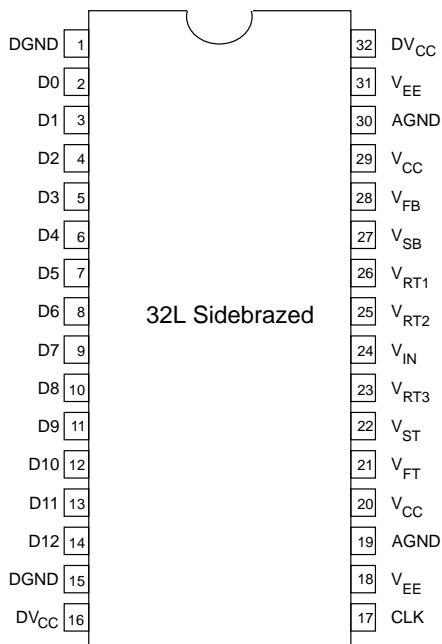 DGND 1 32 DVCC
D0 2 31 VEE
D1 3 30 AGND
D2 4 29 VCC
D3 5 28 VFB
D4 6 27 VSB
D5 7 26 VRT1
D6 8 32L Sidebrazed 25 VRT2
D7 9 24 VIN
D8 10 23 VRT3
D9 11 22 VST
D10 12 21 VFT
D11 13 20 VCC
D12 14 19 AGND
DGND 15 18 VEE
DVCC 16 17 CLK